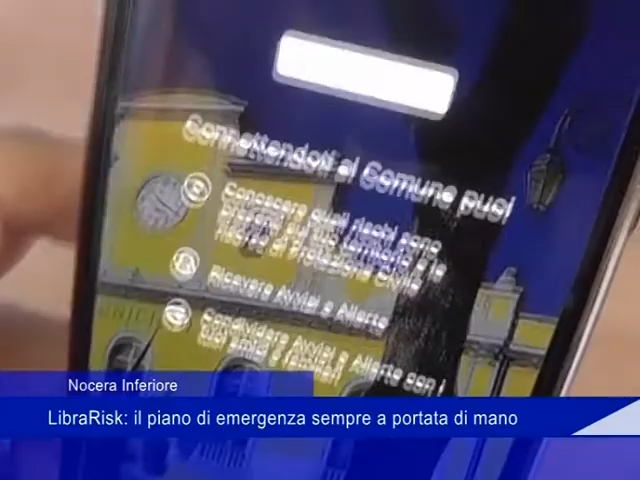 Connettendoti al Comune puoi
Conoscere quali rischi sono
Ricevere Avvisi e Allerte
Condividere Avvisi e Allerte con i
Nocera Inferiore
LibraRisk: il piano di emergenza sempre a portata di mano